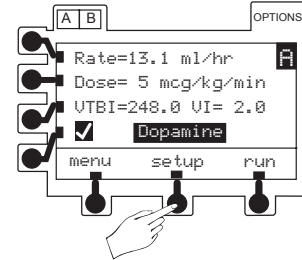 A B
OPTIONS
Rate=13.1 ml/hr
A
Dose= 5 mcg/kg/min
VTBI=248.0 VI= 2.0
Dopamine
menu setup run